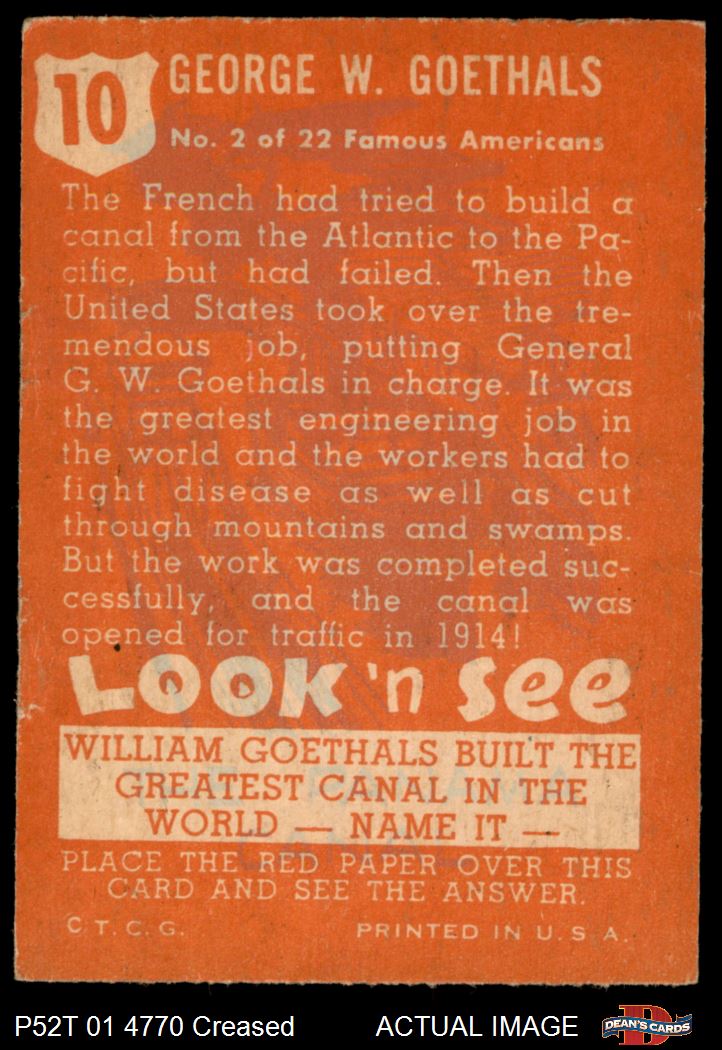 10
GEORGE W. GOETHALS
No. 2 of 22 Famous Americans
The French had tried to build a
canal from the Atlantic to the Pa-
cific, but had failed. Then the
United States took over the tre-
mendous job, putting General
G. W. Goethals in charge. It was
the greatest engineering job in
the world and the workers had to
fight disease as well as cut
through mountains and swamps.
But the work was completed suc-
cessfully, and the canal was
opened for traffic in 1914!
LOOK 'n See
WILLIAM GOETHALS BUILT THE
GREATEST CANAL IN THE
WORLD — NAME IT —
PLACE THE RED PAPER OVER THIS
CARD AND SEE THE ANSWER.
C T. C. G. PRINTED IN U. S. A.
P52T 01 4770 Creased ACTUAL IMAGE DEAN'S CARDS